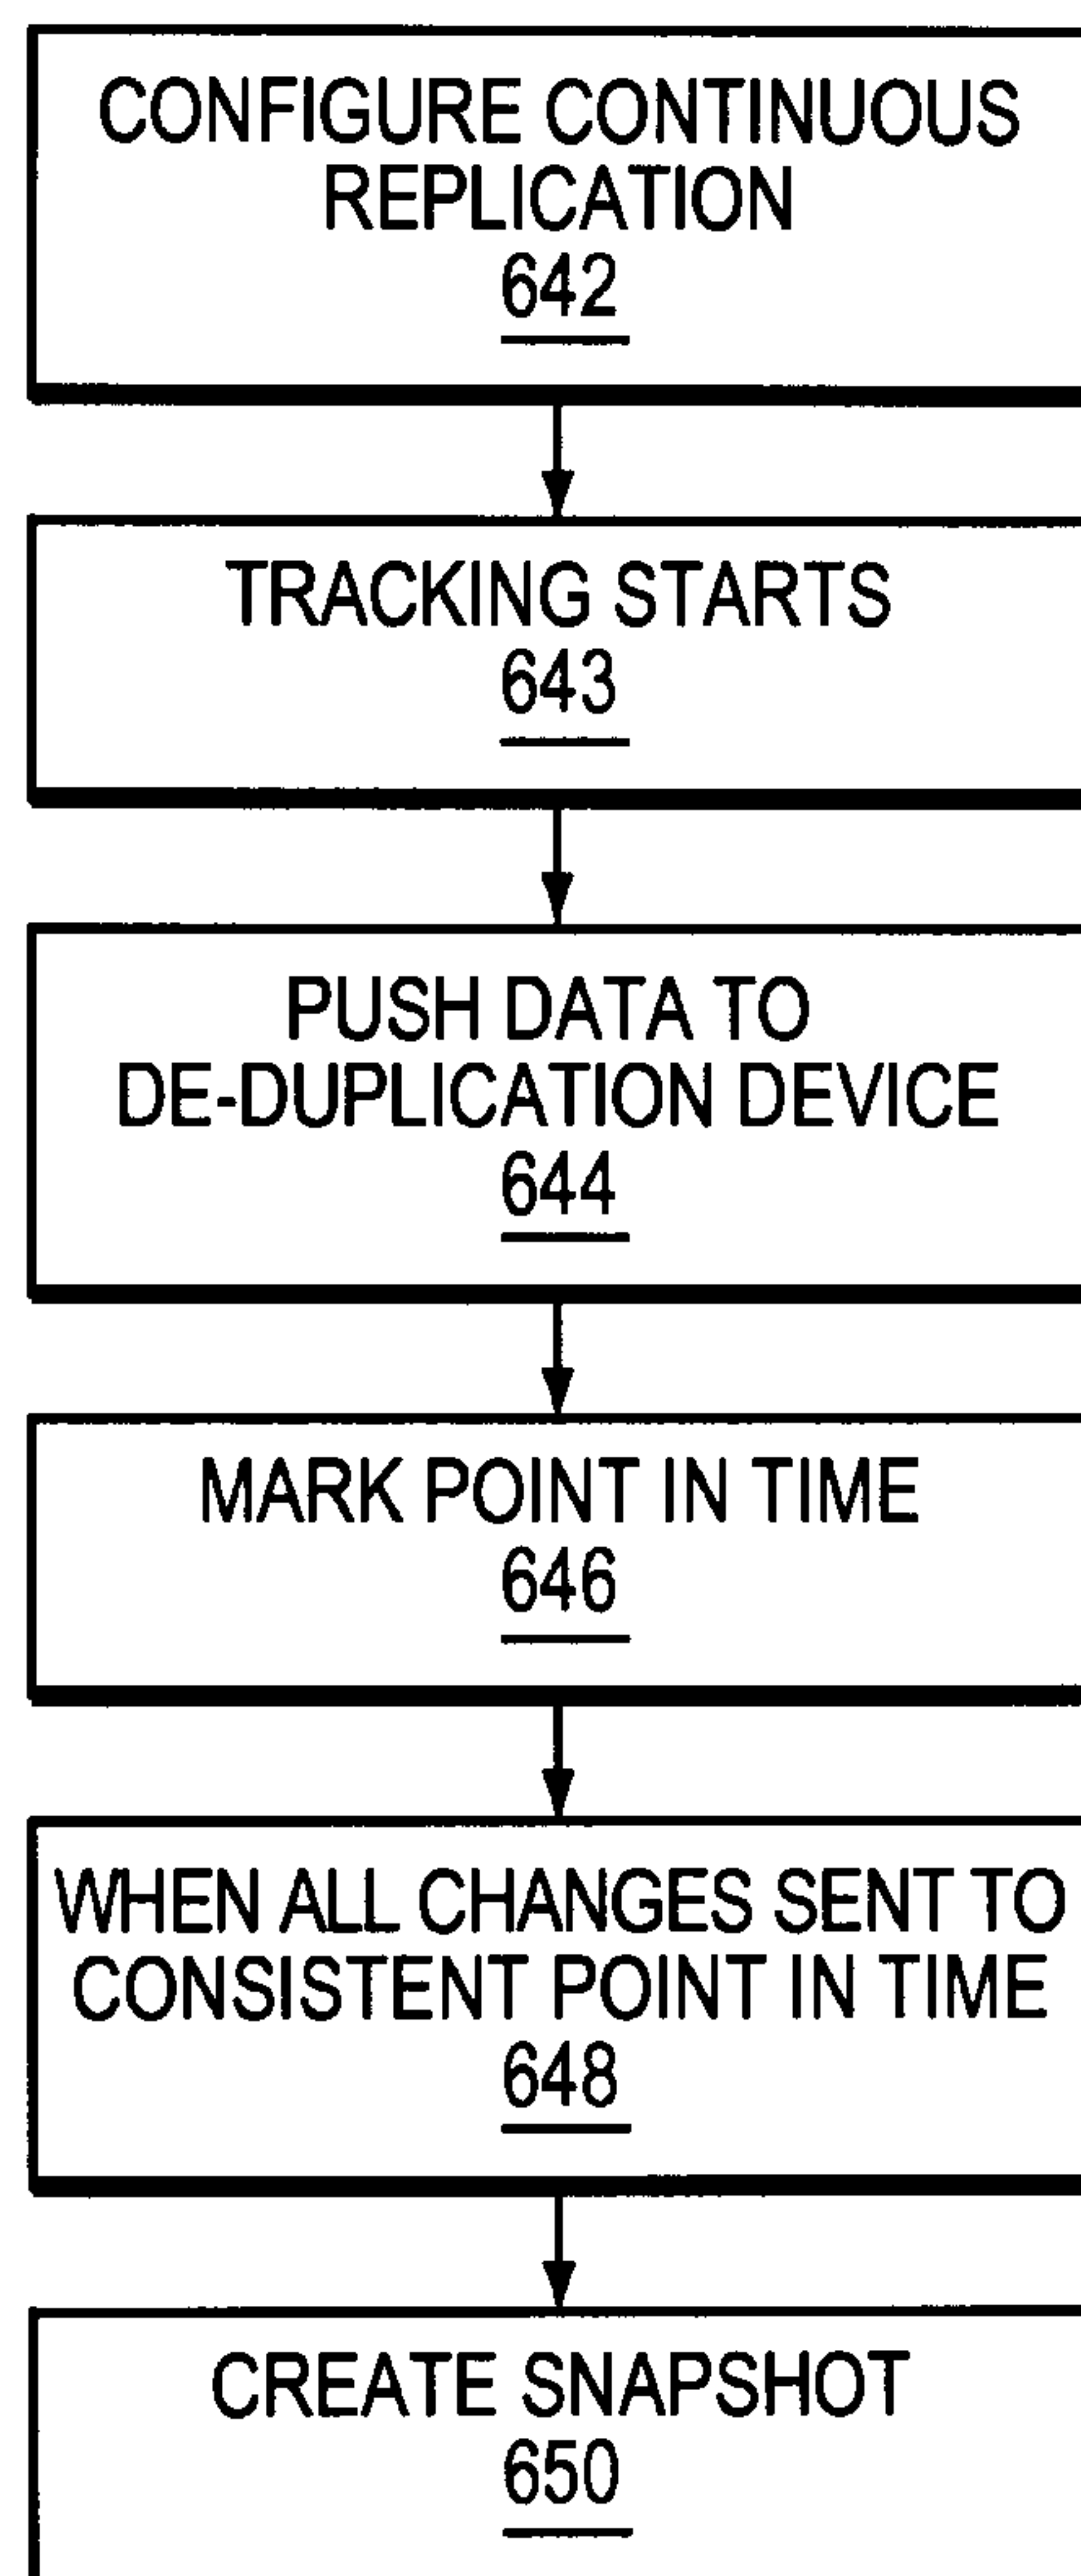 CONFIGURE CONTINUOUS
REPLICATION
642
TRACKING STARTS
643
PUSH DATA TO
DE-DUPLICATION DEVICE
644
MARK POINT IN TIME
646
WHEN ALL CHANGES SENT TO
CONSISTENT POINT IN TIME
648
CREATE SNAPSHOT
650